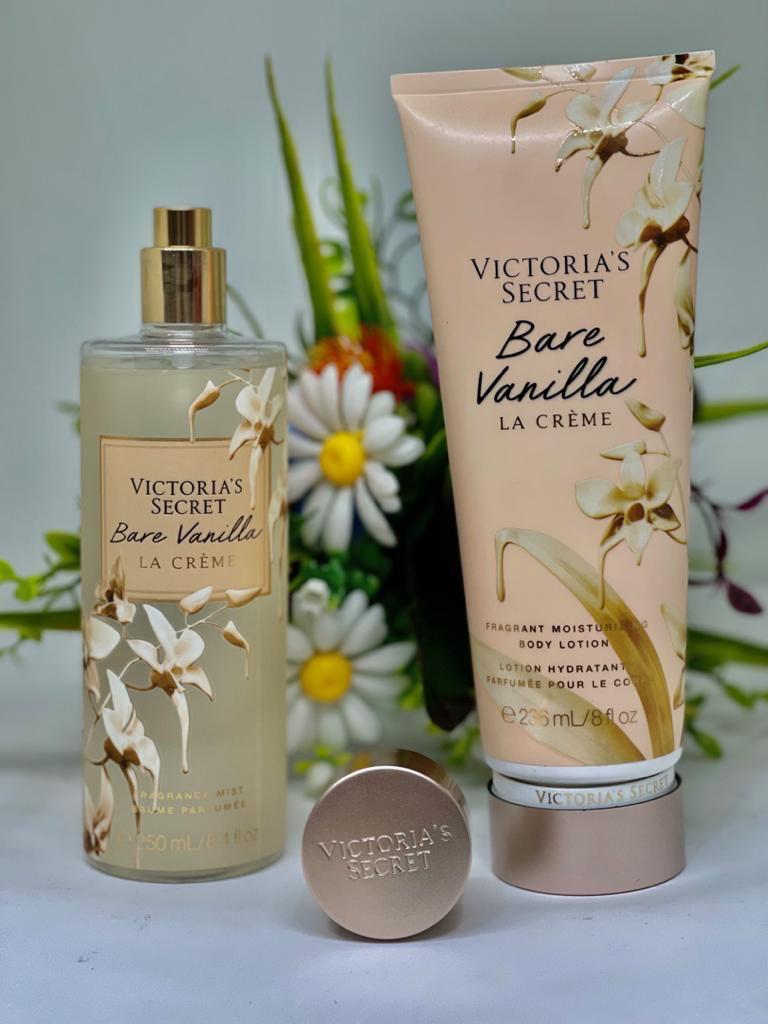 VICTORIA'S
SECRET
Bare Vanilla
LA CRÈME
FRAGRANCE MIST
BRUME PARFUMÉE
℮ 250 mL/8.4 fl oz
VICTORIA'S
SECRET
Bare
Vanilla
LA CRÈME
FRAGRANT MOISTURIZING
BODY LOTION
LOTION HYDRATANTE
PARFUMÉE POUR LE CORPS
℮ 236 mL/8 fl oz
VICTORIA'S SECRET
VICTORIA'S
SECRET